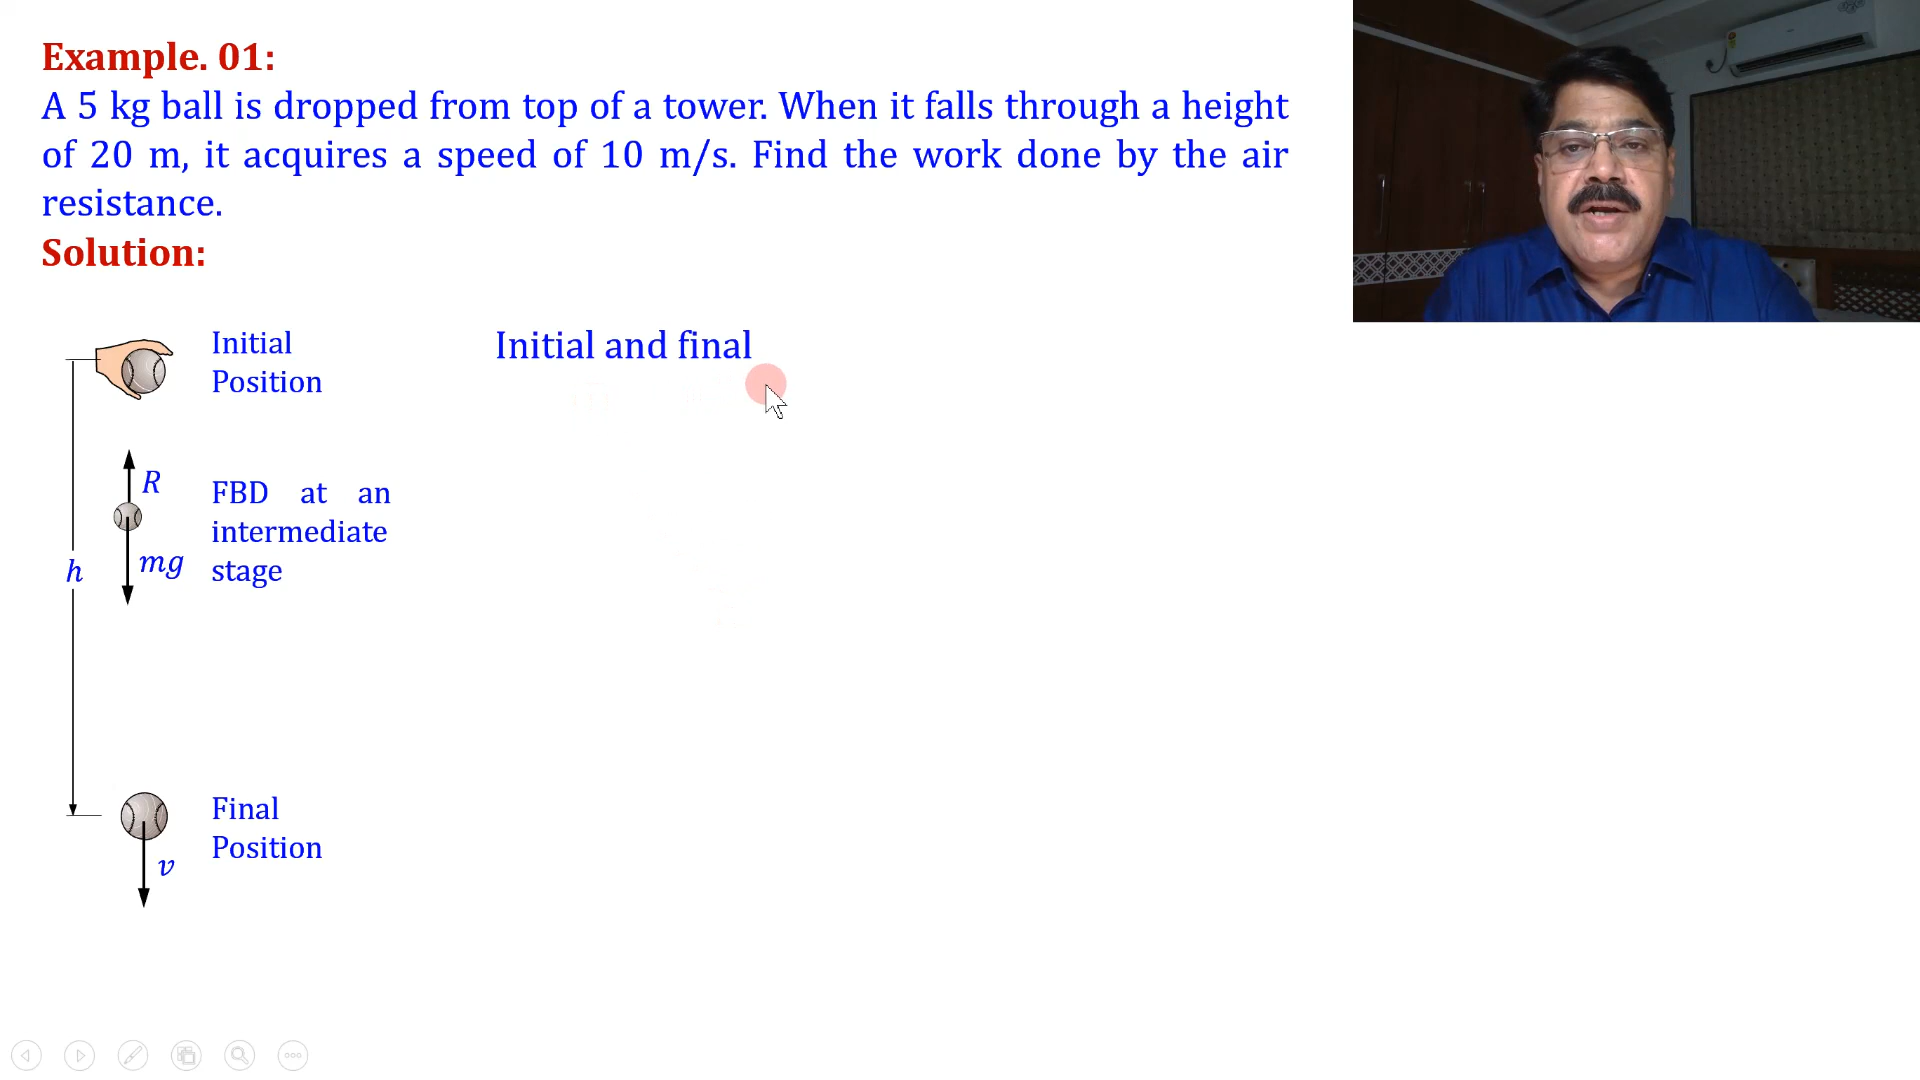 Example. 01:
A 5 kg ball is dropped from top of a tower. When it falls through a height
of 20 m, it acquires a speed of 10 m/s. Find the work done by the air
resistance.
Solution:
Initial
Position
Initial and final
R
FBD at an
intermediate
stage
mg
h
Final
Position
v